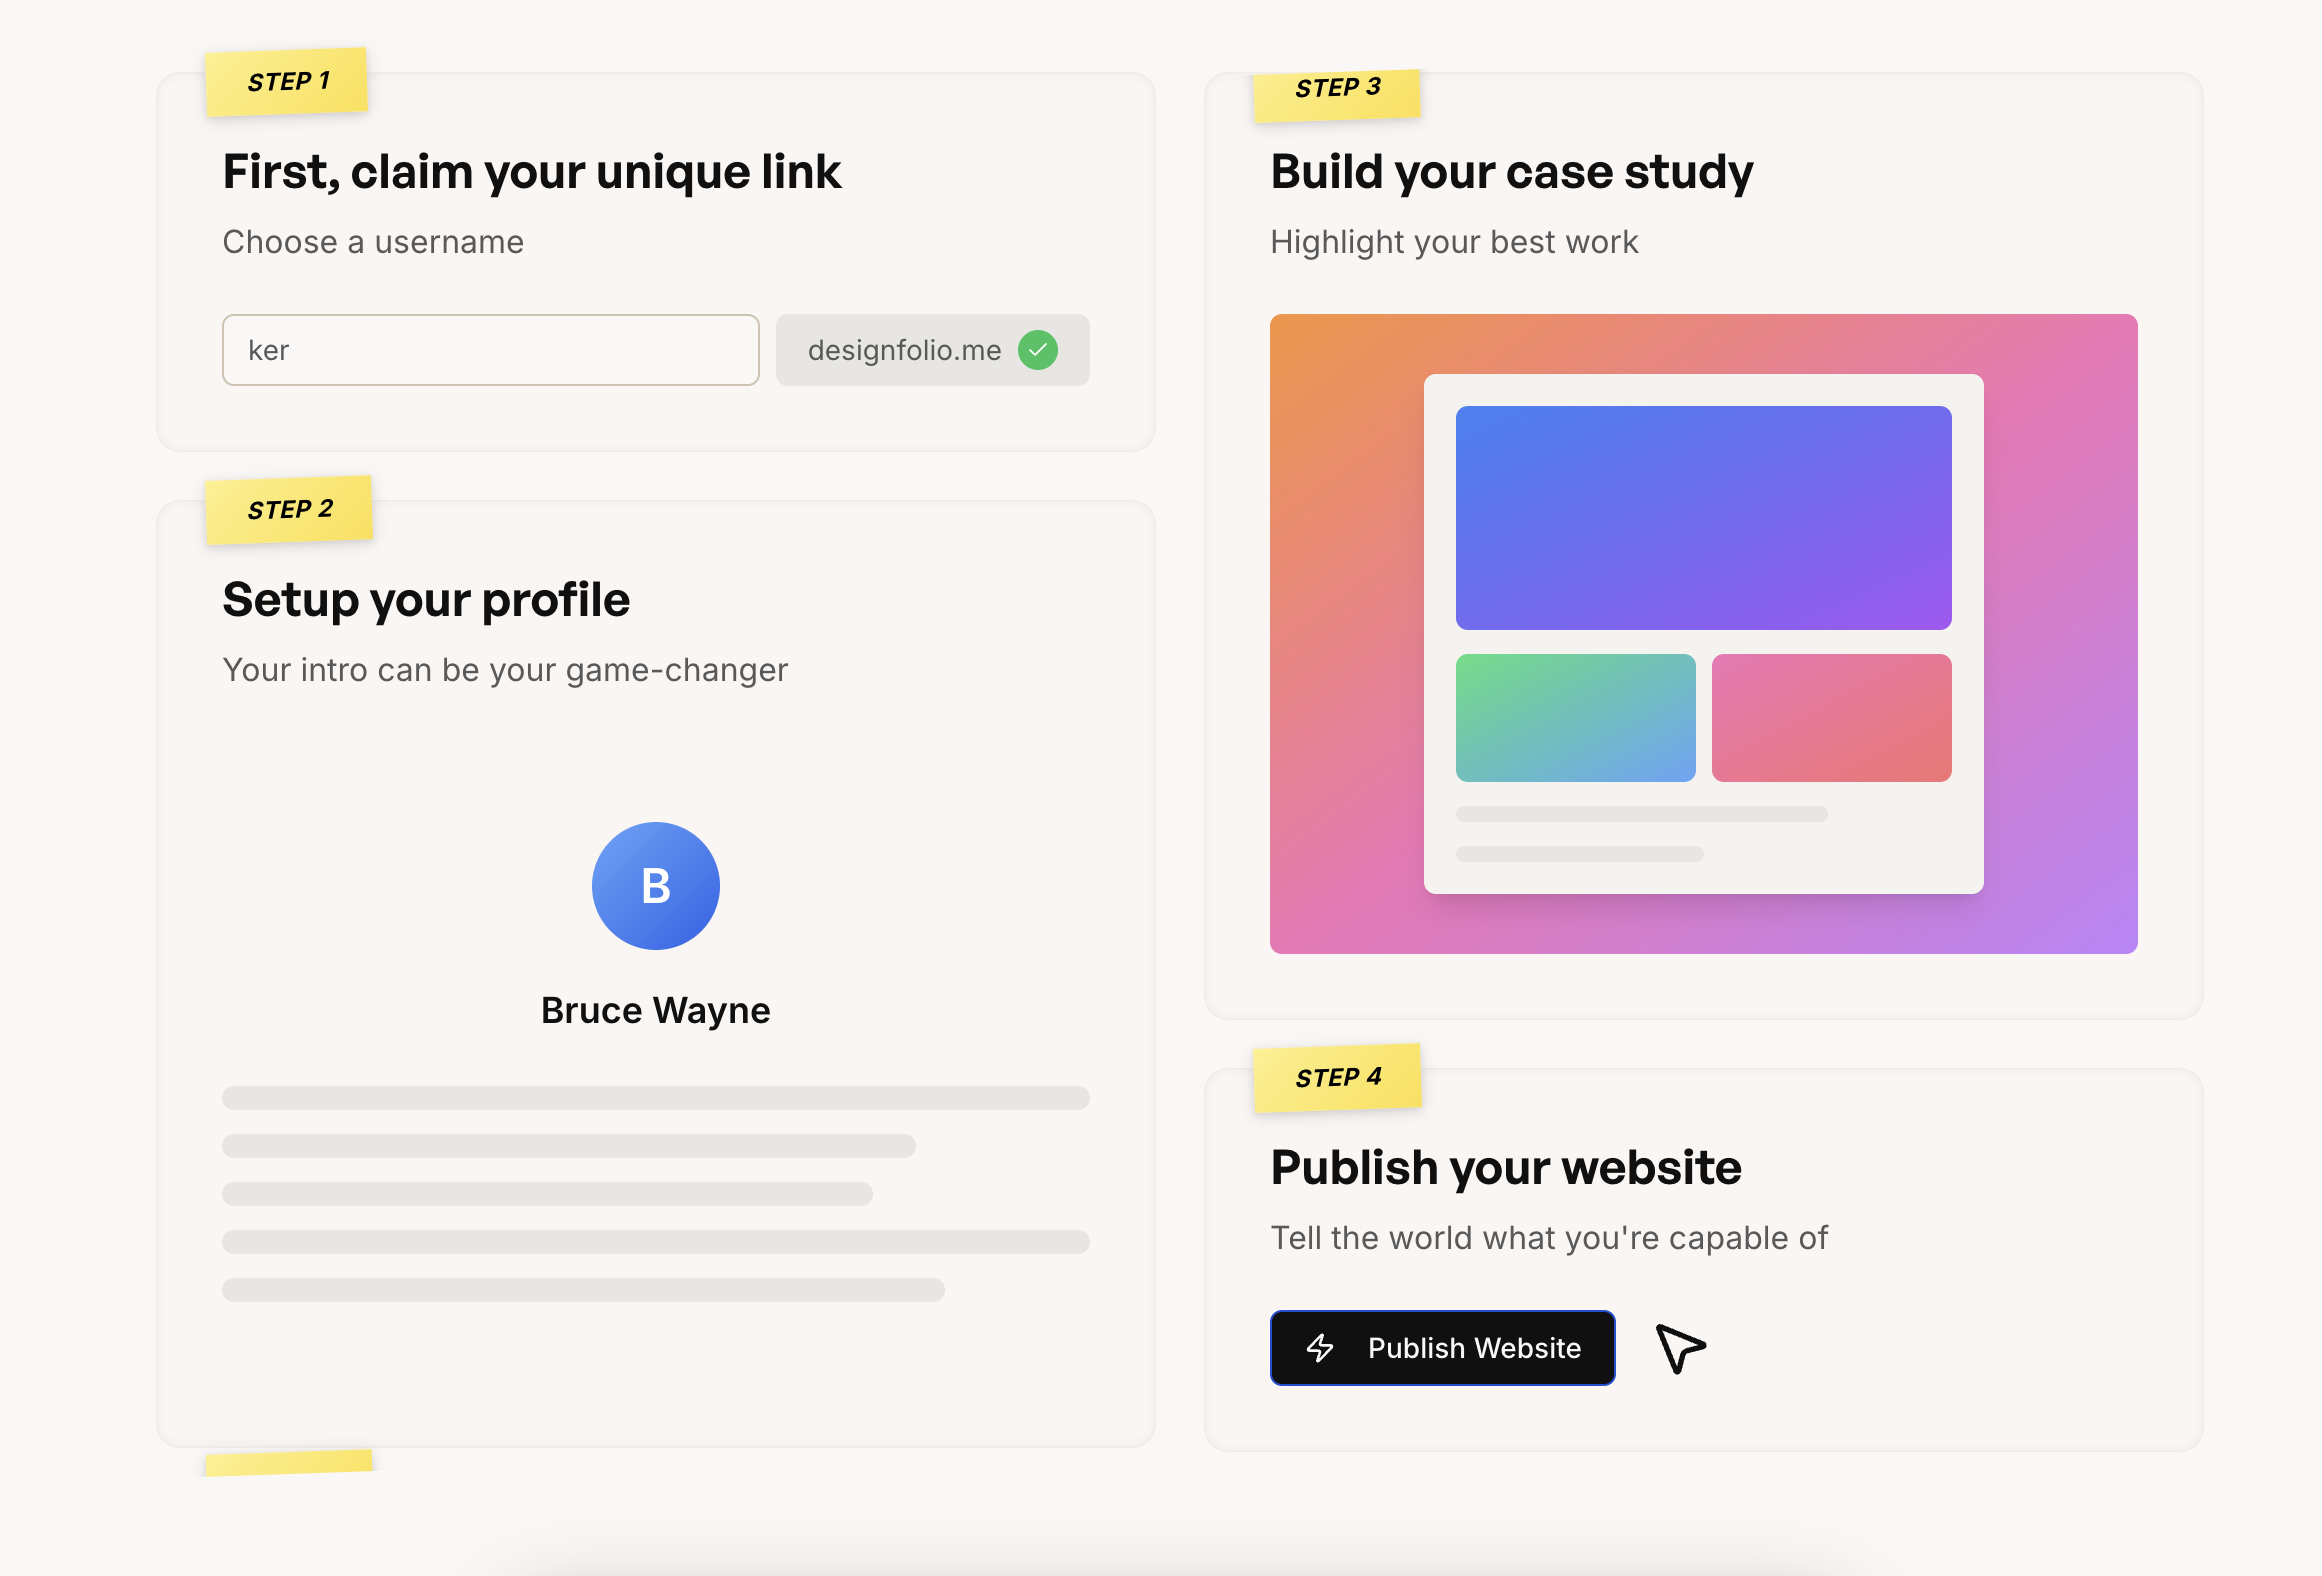 STEP 1
First, claim your unique link
Choose a username
ker
designfolio.me
STEP 2
Setup your profile
Your intro can be your game-changer
B
Bruce Wayne
STEP 3
Build your case study
Highlight your best work
STEP 4
Publish your website
Tell the world what you're capable of
Publish Website